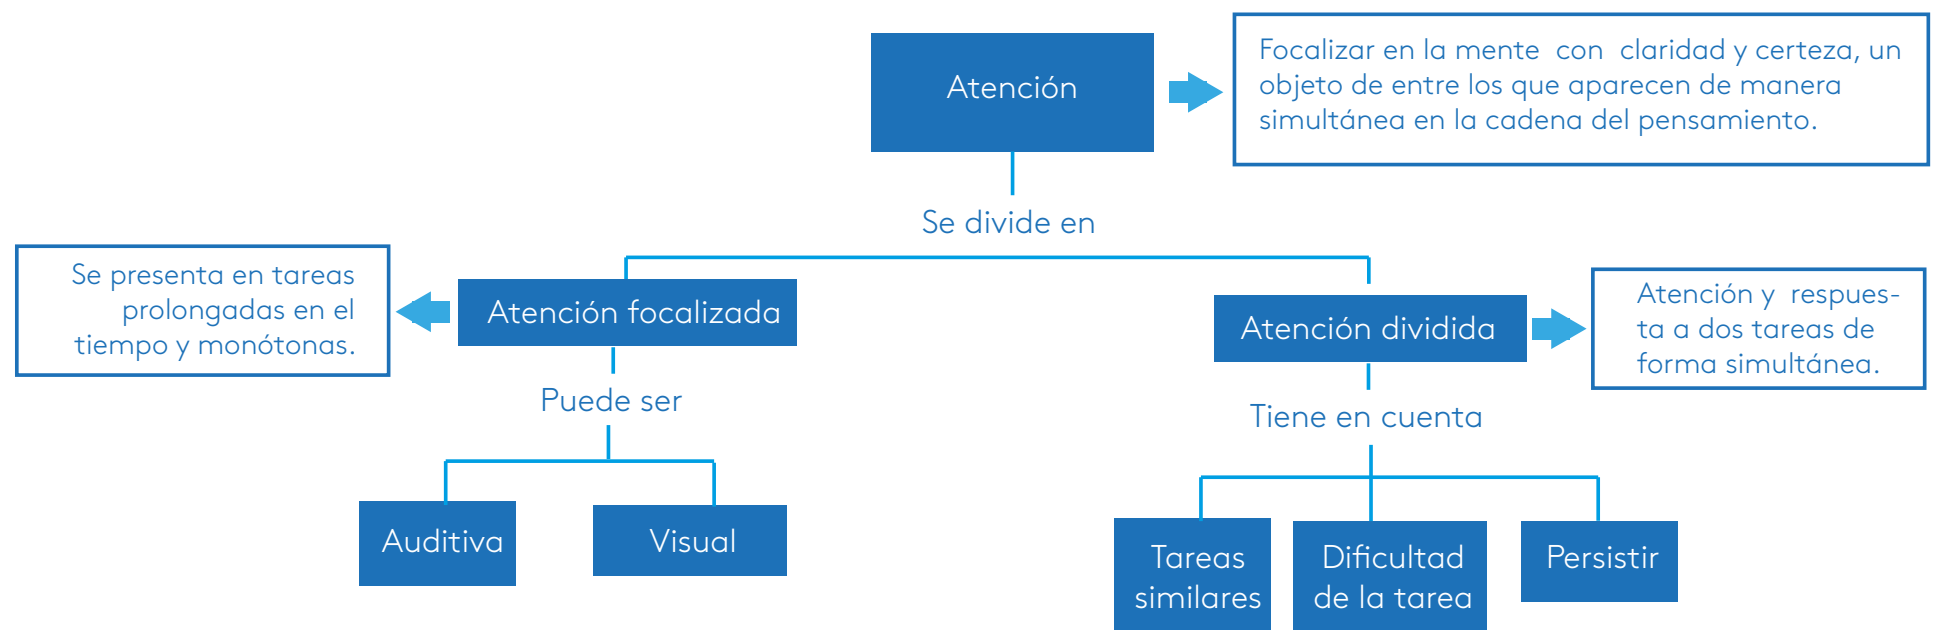 Atención
Focalizar en la mente con claridad y certeza, un
objeto de entre los que aparecen de manera
simultánea en la cadena del pensamiento.
Se divide en
Se presenta en tareas
prolongadas en el
tiempo y monótonas.
Atención focalizada
Atención dividida
Atención y respues-
ta a dos tareas de
forma simultánea.
Puede ser
Tiene en cuenta
Auditiva
Visual
Tareas
similares
Dificultad
de la tarea
Persistir